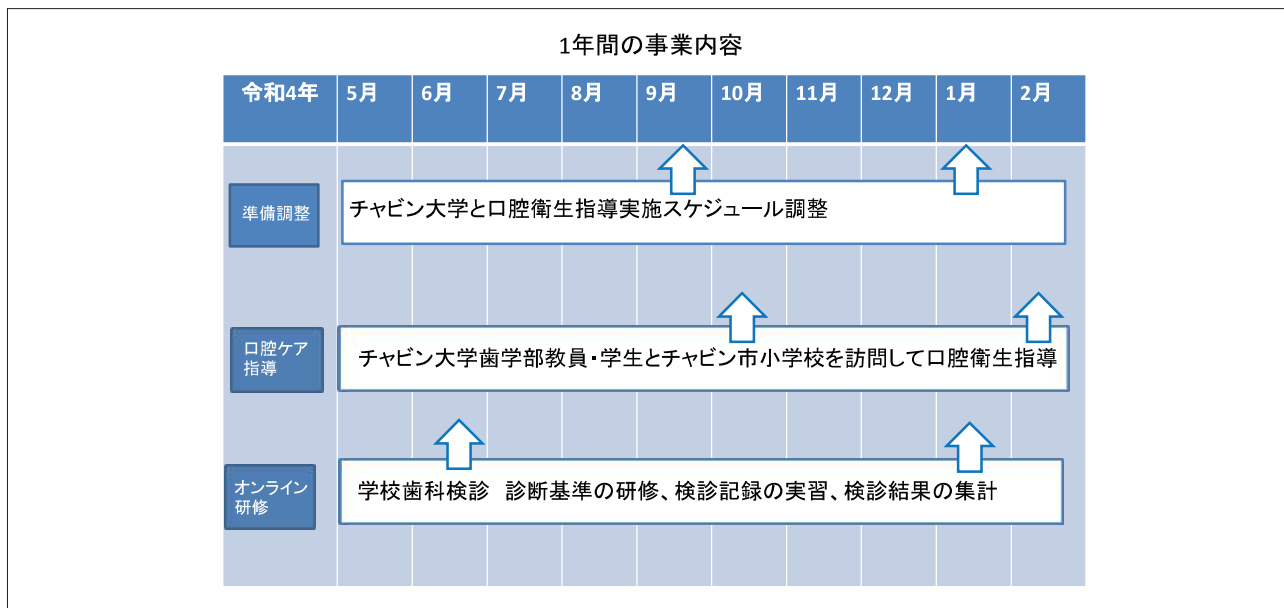 1年間の事業内容
令和4年 5月 6月 7月 8月 9月 10月 11月 12月 1月 2月
準備調整
チャビン大学と口腔衛生指導実施スケジュール調整
口腔ケア
指導
チャビン大学歯学部教員・学生とチャビン市小学校を訪問して口腔衛生指導
オンライン
研修
学校歯科検診　診断基準の研修、検診記録の実習、検診結果の集計